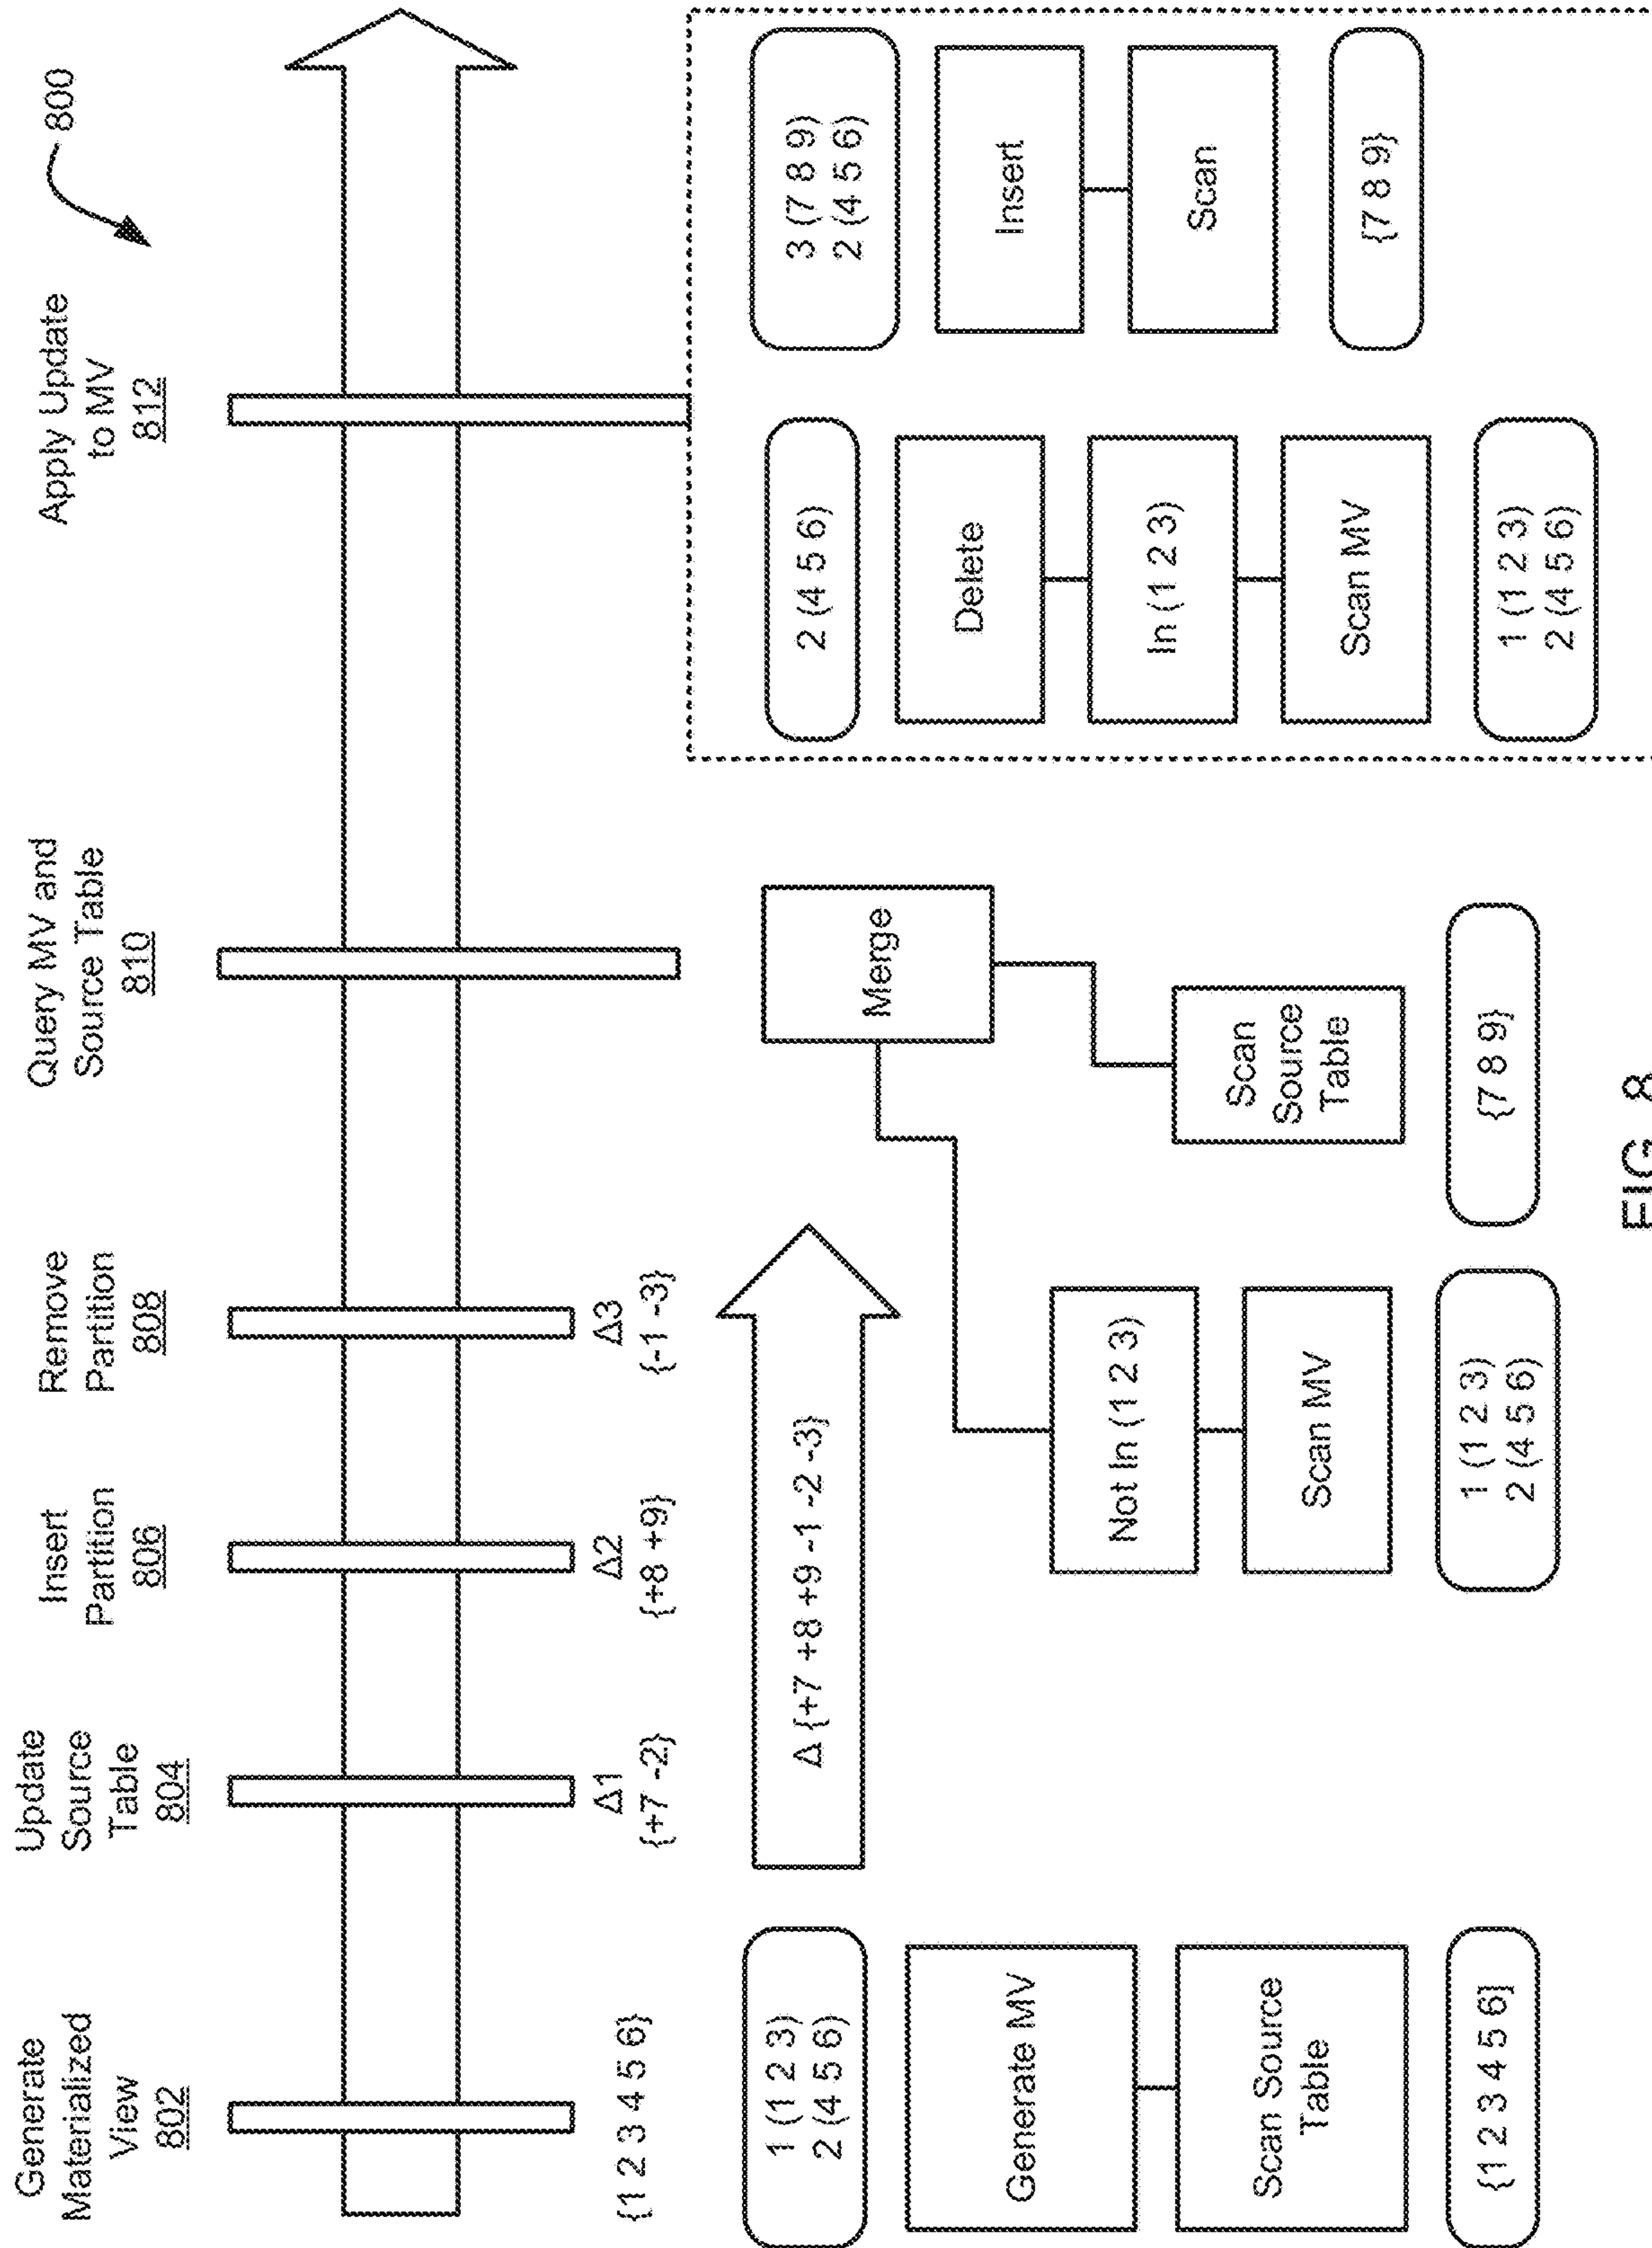 800
Generate
Materialized
View
802
Update
Source
Table
804
Insert
Partition
806
Remove
Partition
808
Query MV and
Source Table
810
Apply Update
to MV
812
{1 2 3 4 5 6}
Δ1
{+7 -2}
Δ2
{+8 +9}
Δ3
{-1 -3}
1 (1 2 3)
2 (4 5 6)
Generate MV
Scan Source
Table
{1 2 3 4 5 6]
Δ {+7 +8 +9 -1 -2 -3}
Merge
Not In (1 2 3)
Scan MV
1 (1 2 3)
2 (4 5 6)
Scan
Source
Table
{7 8 9}
2 (4 5 6)
Delete
In (1 2 3)
Scan MV
1 (1 2 3)
2 (4 5 6)
3 (7 8 9)
2 (4 5 6)
Insert
Scan
{7 8 9}
FIG. 8